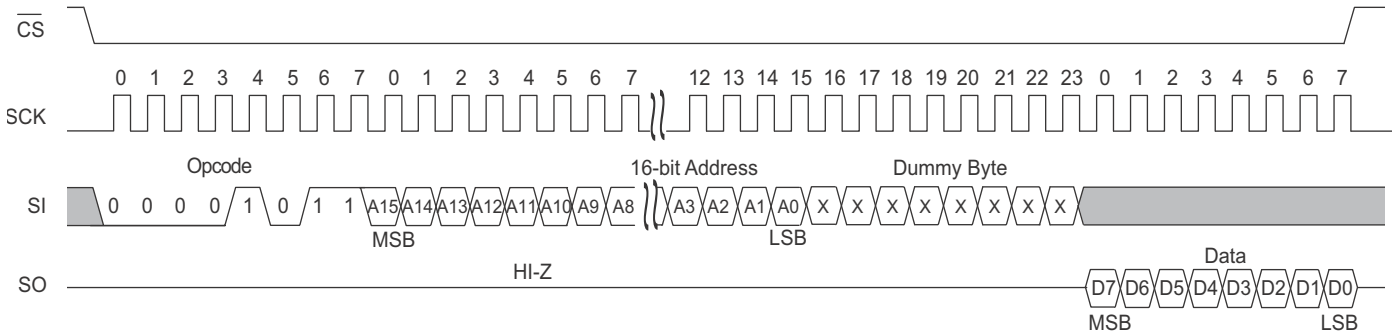 CS
0 1 2 3 4 5 6 7 0 1 2 3 4 5 6 7 12 13 14 15 16 17 18 19 20 21 22 23 0 1 2 3 4 5 6 7
SCK
Opcode 16-bit Address Dummy Byte
SI 0 0 0 0 1 0 1 1 A15 A14 A13 A12 A11 A10 A9 A8 A3 A2 A1 A0 X X X X X X X X
MSB LSB
HI-Z Data
SO D7 D6 D5 D4 D3 D2 D1 D0
MSB LSB